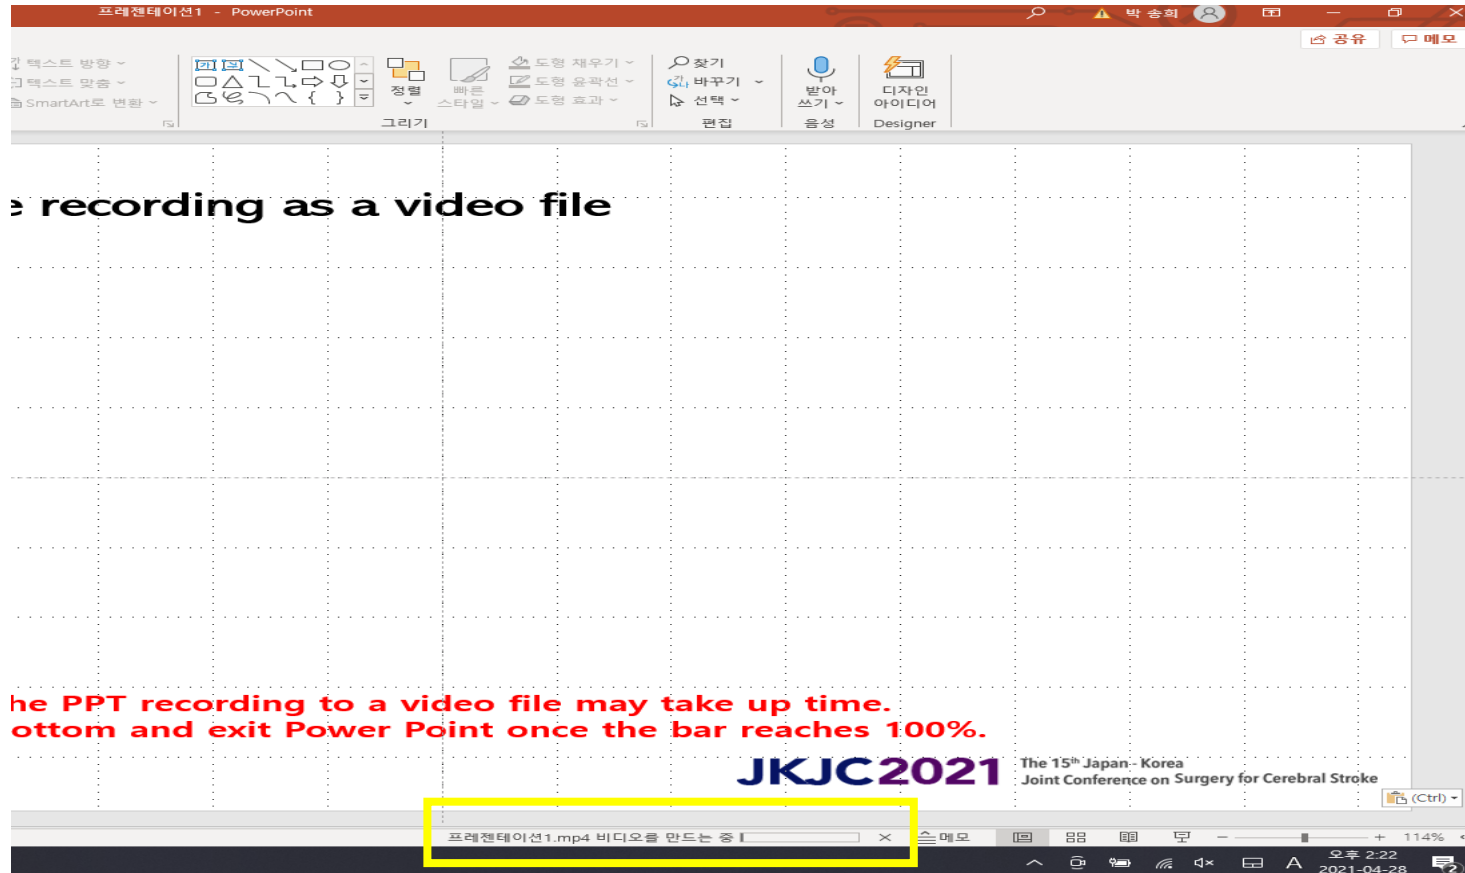 프레젠테이션1 - PowerPoint
박 송희
공유
메모
텍스트 방향
텍스트 맞춤
SmartArt로 변환
정렬
빠른
스타일
도형 채우기
도형 윤곽선
도형 효과
찾기
바꾸기
선택
받아
쓰기
디자인
아이디어
그리기
편집
음성
Designer
recording as a video file
he PPT recording to a video file may take up time.
ottom and exit Power Point once the bar reaches 100%.
JKJC2021
The 15th Japan - Korea
Joint Conference on Surgery for Cerebral Stroke
(Ctrl)
프레젠테이션1.mp4 비디오를 만드는 중
메모
114%
A
오후 2:22
2021-04-28
2